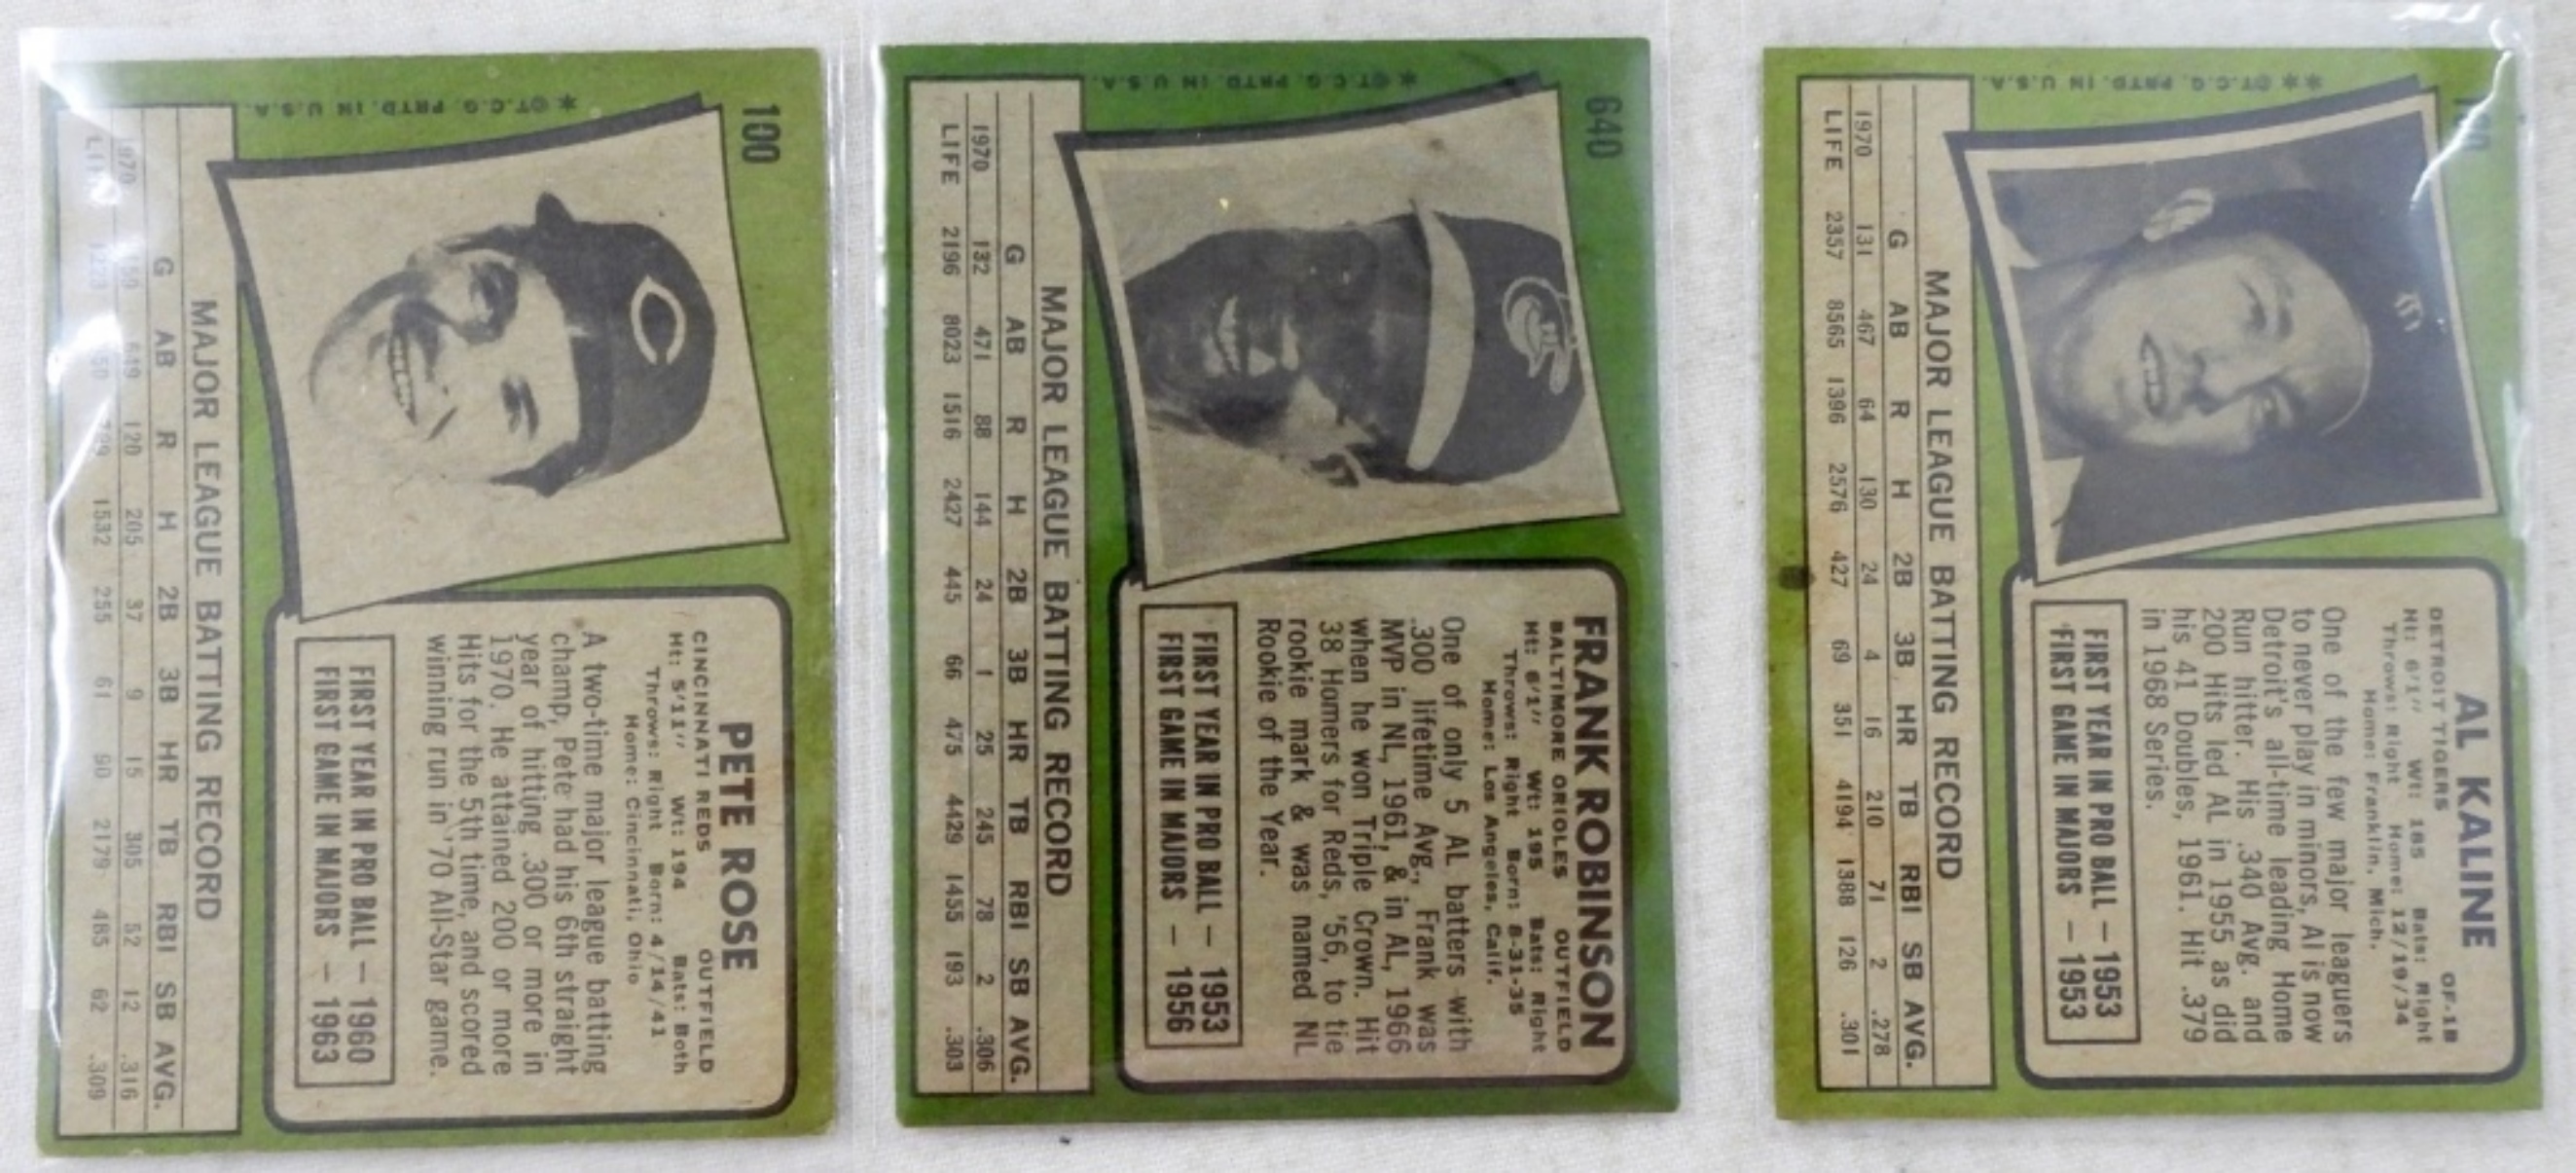 100
PETE ROSE
CINCINNATI REDS OUTFIELD
Ht: 5'11" Wt: 194 Bats: Both
Throws: Right Born: 4/14/41
Home: Cincinnati, Ohio
A two-time major league batting
champ, Pete had his 6th straight
year of hitting .300 or more in
1970. He attained 200 or more
Hits for the 5th time, and scored
winning run in '70 All-Star game.
FIRST YEAR IN PRO BALL — 1960
FIRST GAME IN MAJORS — 1963
MAJOR LEAGUE BATTING RECORD
G AB R H 2B 3B HR TB RBI SB AVG.
1970 120 205 37 9 15 305 52 12 .316
LIFE 1532 255 61 90 2179 485 62 .309
*©T.C.G. PRTD. IN U.S.A.
640
FRANK ROBINSON
BALTIMORE ORIOLES OUTFIELD
Ht: 6'1" Wt: 195 Bats: Right
Throws: Right Born: 8-31-35
Home: Los Angeles, Calif.
One of only 5 AL batters with
.300 lifetime Avg., Frank was
MVP in NL, 1961, & in AL, 1966
when he won Triple Crown. Hit
38 Homers for Reds, '56, to tie
rookie mark & was named NL
Rookie of the Year.
FIRST YEAR IN PRO BALL — 1953
FIRST GAME IN MAJORS — 1956
MAJOR LEAGUE BATTING RECORD
G AB R H 2B 3B HR TB RBI SB AVG.
1970 132 471 88 144 24 1 25 245 78 2 .306
LIFE 2196 8023 1516 2427 445 66 475 4429 1455 193 .303
*©T.C.G. PRTD. IN U.S.A.
AL KALINE
DETROIT TIGERS OF-1B
Ht: 6'1" Wt: 185 Bats: Right
Throws: Right Home: 12/19/34
Home: Franklin, Mich.
One of the few major leaguers
to never play in minors, Al is now
Detroit's all-time leading Home
Run hitter. His .340 Avg. and
200 Hits led AL in 1955 as did
his 41 Doubles, 1961. Hit .379
in 1968 Series.
FIRST YEAR IN PRO BALL — 1953
FIRST GAME IN MAJORS — 1953
MAJOR LEAGUE BATTING RECORD
G AB R H 2B 3B HR TB RBI SB AVG.
1970 131 467 64 130 24 4 16 210 71 2 .278
LIFE 2357 8565 1396 2576 427 69 351 4194 1388 126 .301
**©T.C.G. PRTD. IN U.S.A.